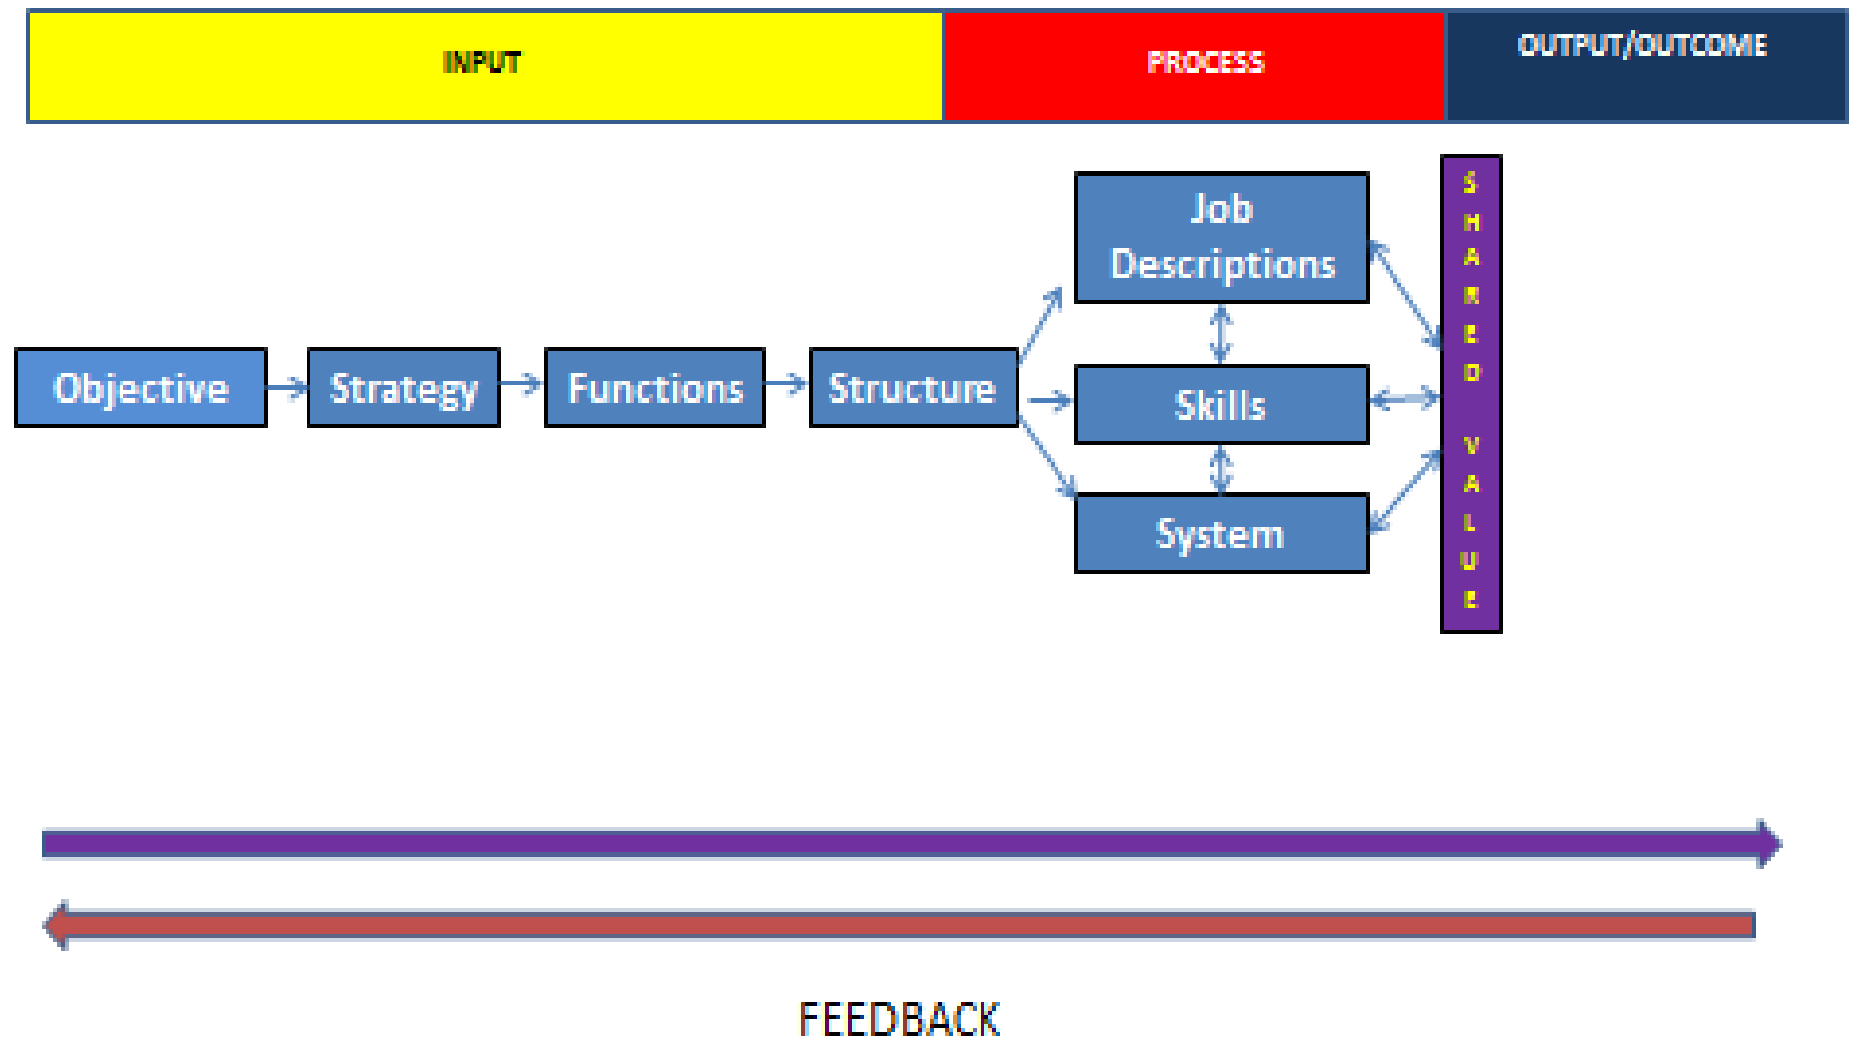 INPUT
PROCESS
OUTPUT/OUTCOME
Job
Descriptions
Objective
Strategy
Functions
Structure
Skills
System
S
H
A
R
E
D
V
A
L
U
E
FEEDBACK